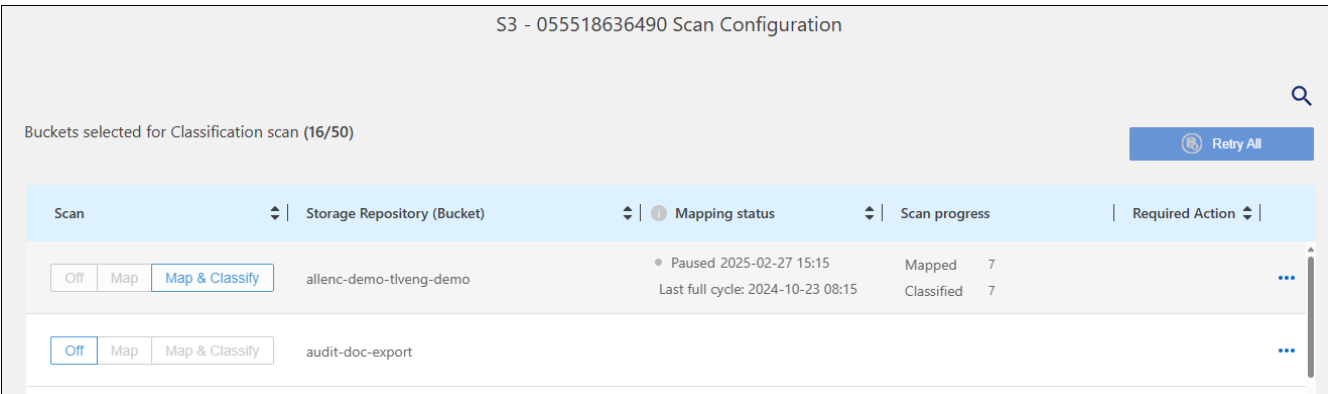 S3 - 055518636490 Scan Configuration
Buckets selected for Classification scan (16/50)
Retry All
Scan Storage Repository (Bucket) Mapping status Scan progress Required Action
Off Map Map & Classify allenc-demo-tlveng-demo Paused 2025-02-27 15:15 Mapped 7
Last full cycle: 2024-10-23 08:15 Classified 7
Off Map Map & Classify audit-doc-export